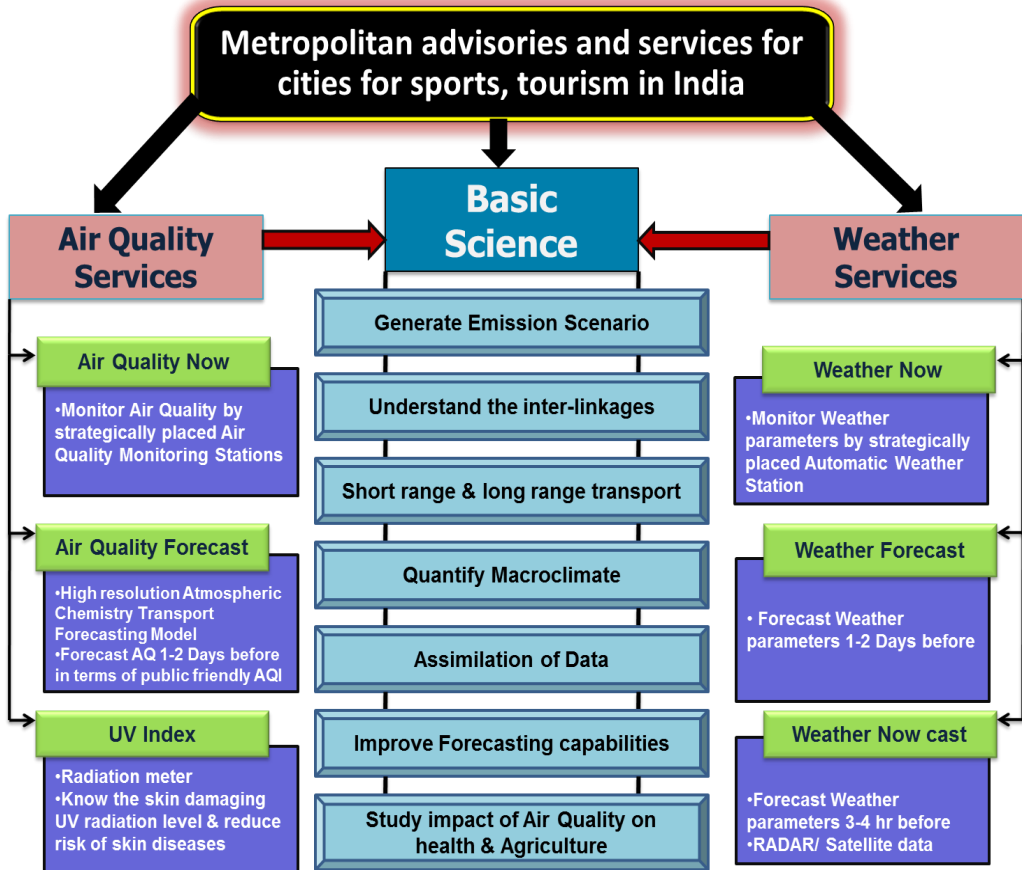 Metropolitan advisories and services for
cities for sports, tourism in India
Basic
Science
Air Quality
Services
Weather
Services
Air Quality Now
•Monitor Air Quality by
strategically placed Air
Quality Monitoring Stations
Air Quality Forecast
•High resolution Atmospheric
Chemistry Transport
Forecasting Model
•Forecast AQ 1-2 Days before
in terms of public friendly AQI
UV Index
•Radiation meter
•Know the skin damaging
UV radiation level & reduce
risk of skin diseases
Generate Emission Scenario
Understand the inter-linkages
Short range & long range transport
Quantify Macroclimate
Assimilation of Data
Improve Forecasting capabilities
Study impact of Air Quality on
health & Agriculture
Weather Now
•Monitor Weather
parameters by strategically
placed Automatic Weather
Station
Weather Forecast
• Forecast Weather
parameters 1-2 Days before
Weather Now cast
•Forecast Weather
parameters 3-4 hr before
•RADAR/ Satellite data